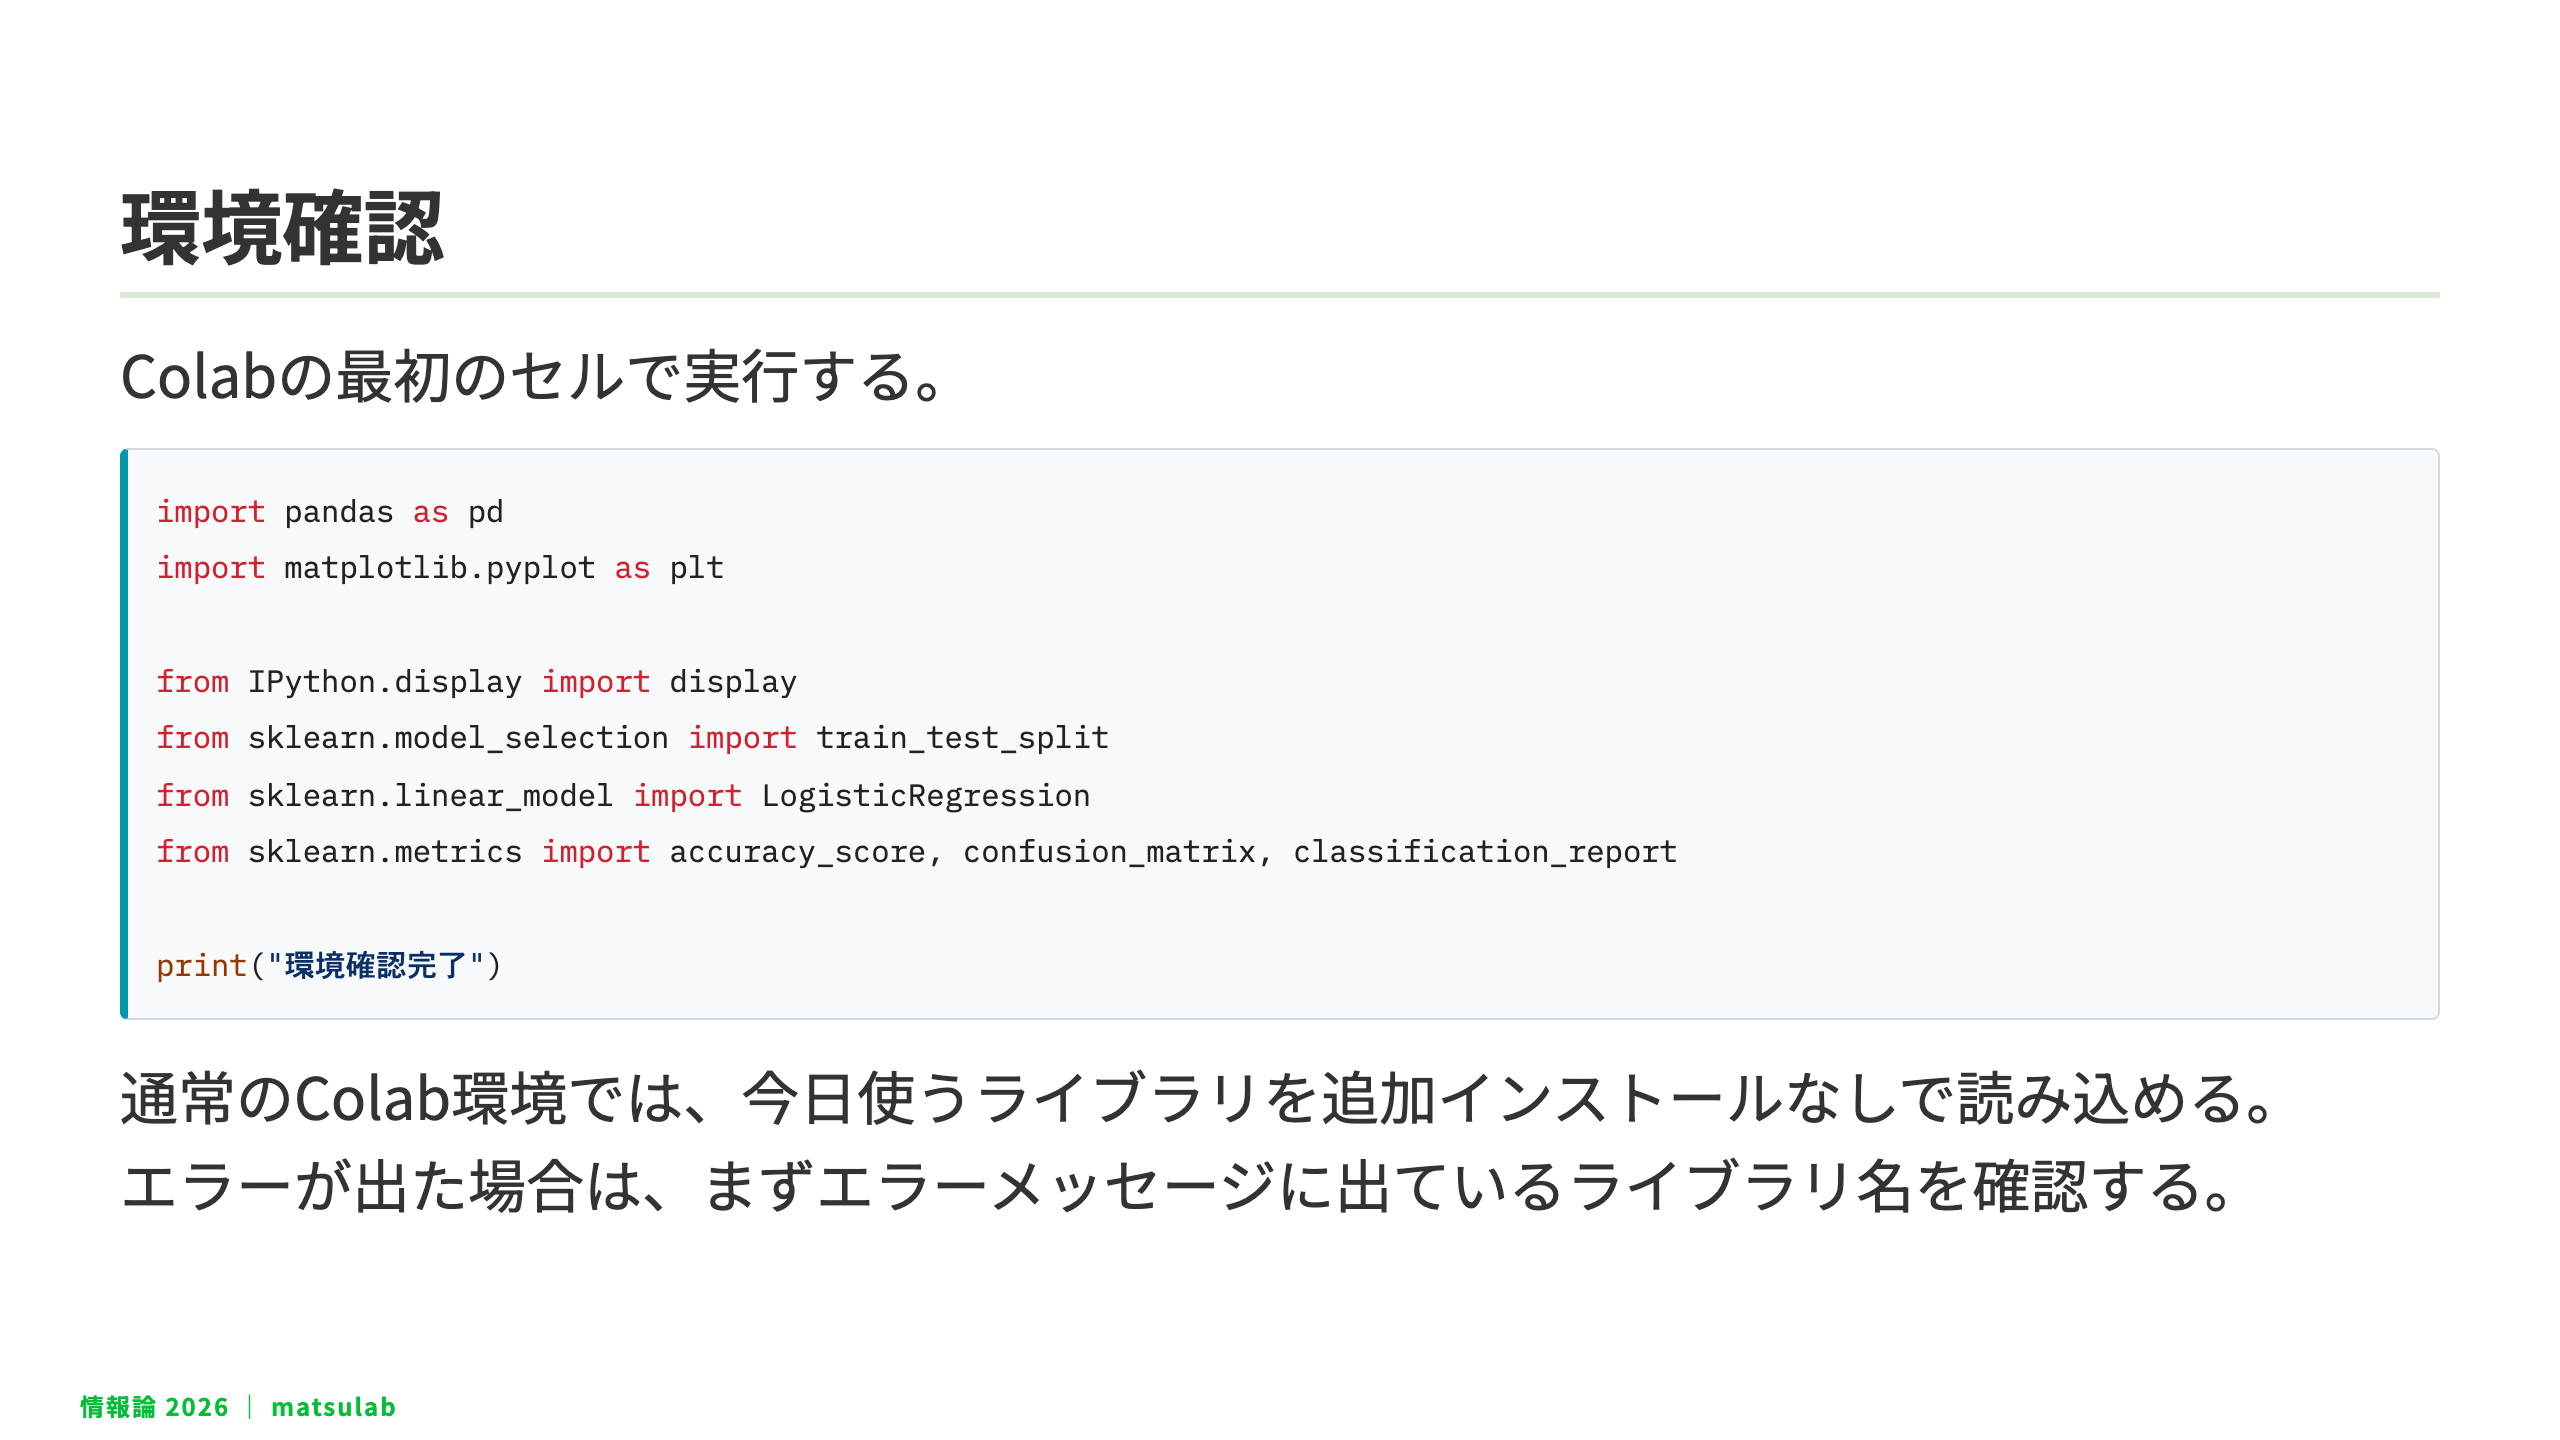 環境確認
Colabの最初のセルで実行する。
import pandas as pd
import matplotlib.pyplot as plt
from IPython.display import display
from sklearn.model_selection import train_test_split
from sklearn.linear_model import LogisticRegression
from sklearn.metrics import accuracy_score, confusion_matrix, classification_report
print("環境確認完了")
通常のColab環境では、今日使うライブラリを追加インストールなしで読み込める。
エラーが出た場合は、まずエラーメッセージに出ているライブラリ名を確認する。
情報論 2026 ｜ matsulab